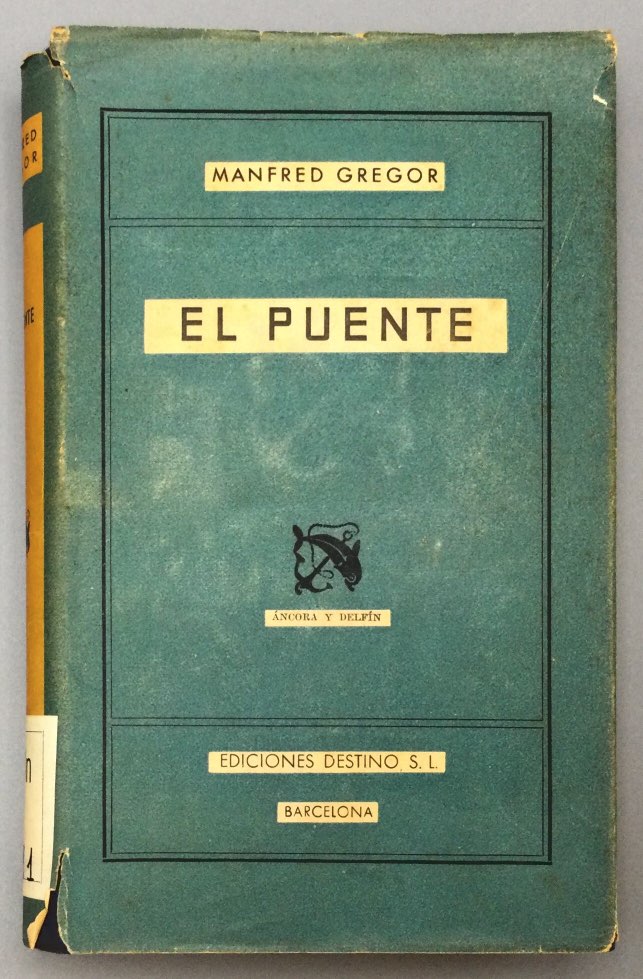 MANFRED GREGOR
EL PUENTE
ÁNCORA Y DELFÍN
EDICIONES DESTINO, S. L.
BARCELONA